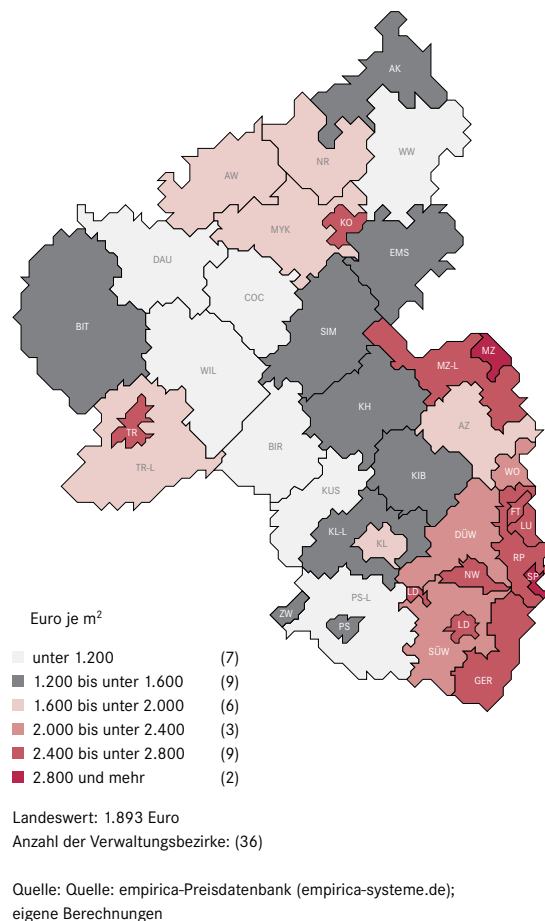 AK
NR
WW
AW
KO
MYK
EMS
DAU
COC
BIT
SIM
MZ
MZ-L
WIL
KH
AZ
TR
BIR
WO
TR-L
KIB
KUS
FT
LU
KL-L
DÜW
KL
RP
NW
SP
PS-L
LD
ZW
PS
LD
SÜW
GER
Euro je m²
unter 1.200 (7)
1.200 bis unter 1.600 (9)
1.600 bis unter 2.000 (6)
2.000 bis unter 2.400 (3)
2.400 bis unter 2.800 (9)
2.800 und mehr (2)
Landeswert: 1.893 Euro
Anzahl der Verwaltungsbezirke: (36)
Quelle: Quelle: empirica-Preisdatenbank (empirica-systeme.de);
eigene Berechnungen